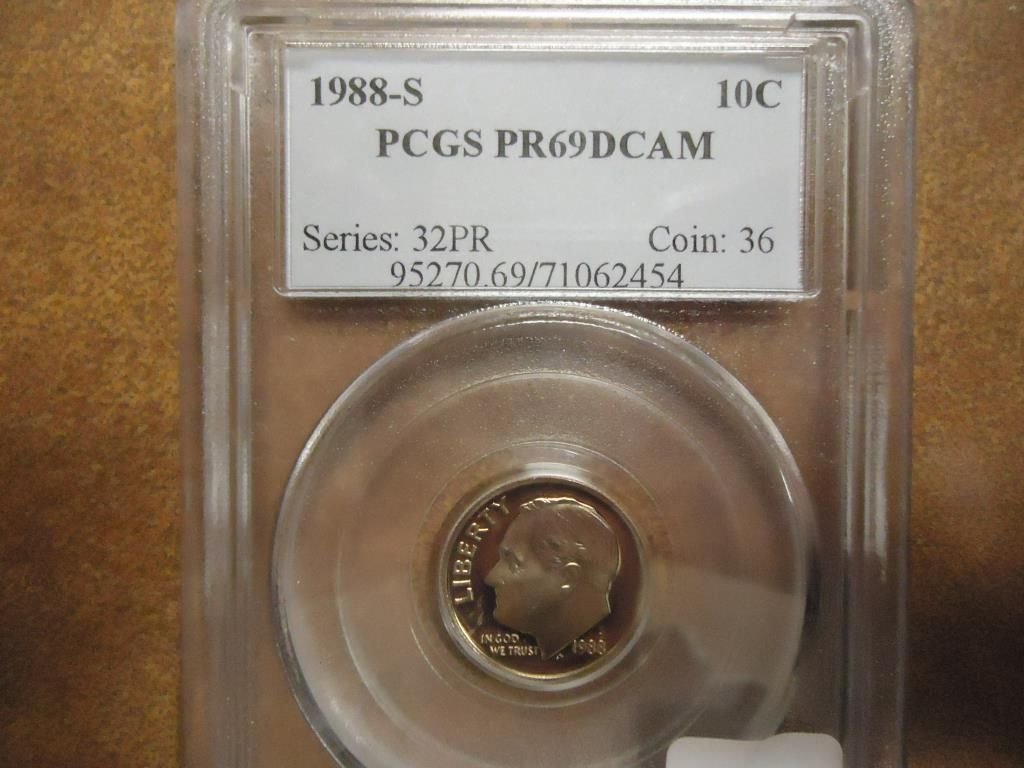 1988-S 10C
PCGS PR69DCAM
Series: 32PR Coin: 36
95270.69/71062454
LIBERTY
IN GOD
WE TRUST
1988